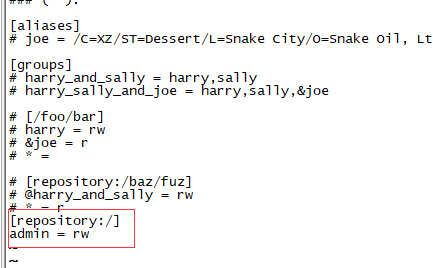 ### ('*').
[aliases]
# joe = /C=XZ/ST=Dessert/L=Snake City/O=Snake Oil, Lt
[groups]
# harry_and_sally = harry,sally
# harry_sally_and_joe = harry,sally,&joe
# [/foo/bar]
# harry = rw
# &joe = r
# * =
# [repository:/baz/fuz]
# @harry_and_sally = rw
# * = r
[repository:/]
admin = rw
~
~